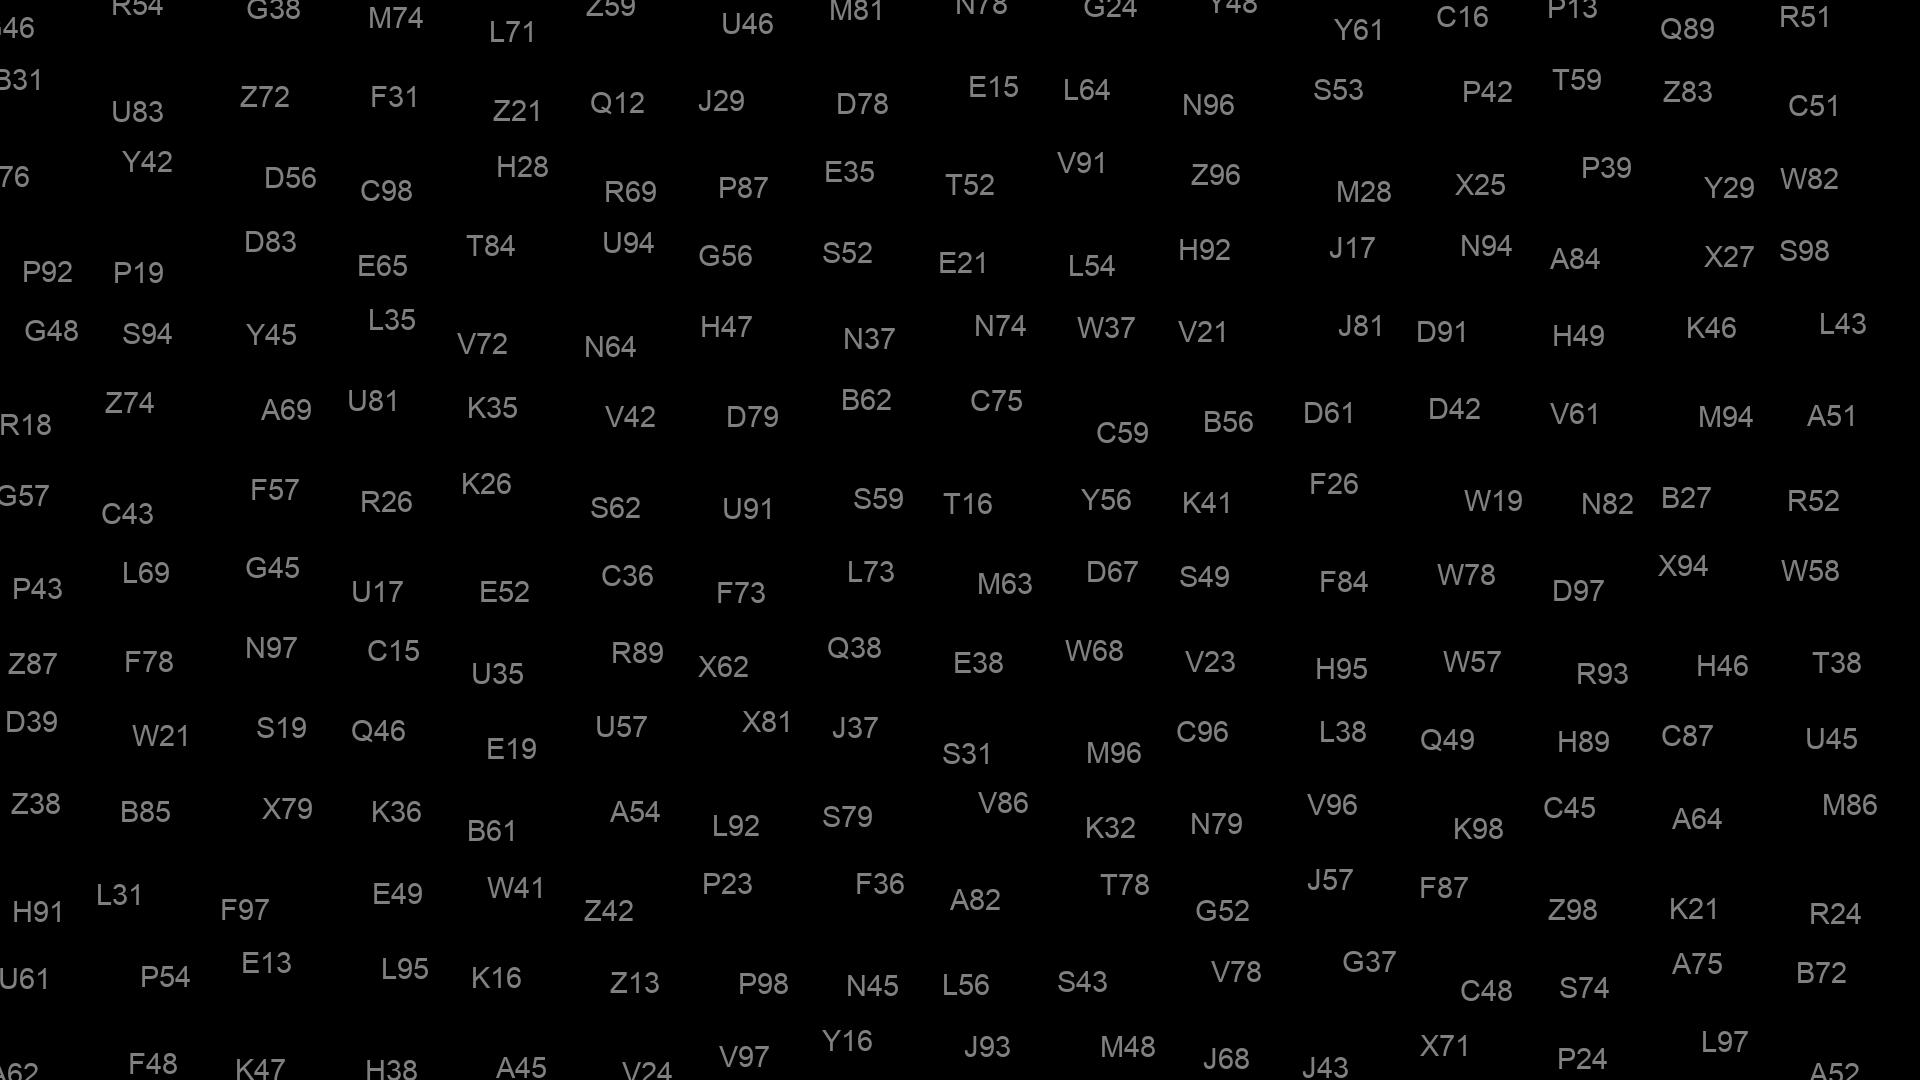 R54 G38 M74 L71 Z59 U46 M81 N78 G24 Y48 Y61 C16 P13 Q89 R51
B31 U83 Z72 F31 Z21 Q12 J29 D78 E15 L64 N96 S53 P42 T59 Z83 C51
76 Y42 D56 C98 H28 R69 P87 E35 T52 V91 Z96 M28 X25 P39 Y29 W82
P92 P19 D83 E65 T84 U94 G56 S52 E21 L54 H92 J17 N94 A84 X27 S98
G48 S94 Y45 L35 V72 N64 H47 N37 N74 W37 V21 J81 D91 H49 K46 L43
R18 Z74 A69 U81 K35 V42 D79 B62 C75 C59 B56 D61 D42 V61 M94 A51
G57 C43 F57 R26 K26 S62 U91 S59 T16 Y56 K41 F26 W19 N82 B27 R52
P43 L69 G45 U17 E52 C36 F73 L73 M63 D67 S49 F84 W78 D97 X94 W58
Z87 F78 N97 C15 U35 R89 X62 Q38 E38 W68 V23 H95 W57 R93 H46 T38
D39 W21 S19 Q46 E19 U57 X81 J37 S31 M96 C96 L38 Q49 H89 C87 U45
Z38 B85 X79 K36 B61 A54 L92 S79 V86 K32 N79 V96 K98 C45 A64 M86
H91 L31 F97 E49 W41 Z42 P23 F36 A82 T78 G52 J57 F87 Z98 K21 R24
U61 P54 E13 L95 K16 Z13 P98 N45 L56 S43 V78 G37 C48 S74 A75 B72
A62 F48 K47 H38 A45 V24 V97 Y16 J93 M48 J68 J43 X71 P24 L97 A52